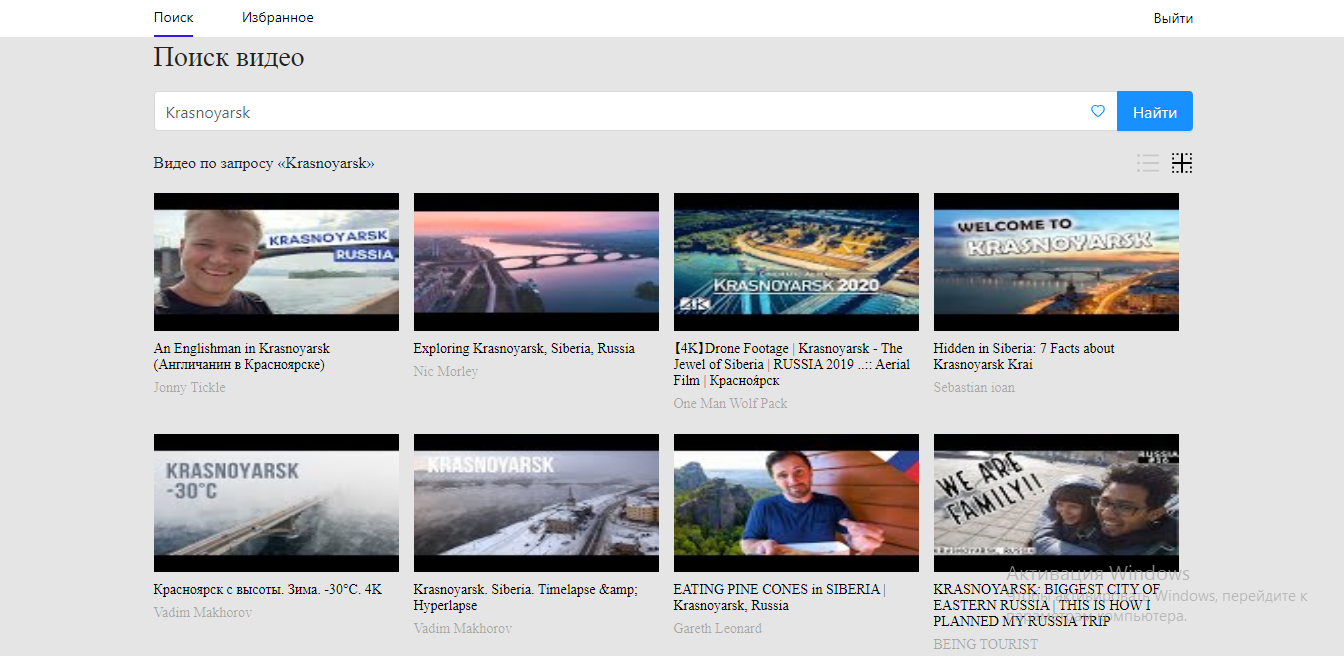 Поиск
Избранное
Выйти
Поиск видео
Krasnoyarsk
Найти
Видео по запросу «Krasnoyarsk»
KRASNOYARSK
RUSSIA
KRASNOYARSK 2020
4K
WELCOME TO
KRASNOYARSK
An Englishman in Krasnoyarsk
(Англичанин в Красноярске)
Jonny Tickle
Exploring Krasnoyarsk, Siberia, Russia
Nic Morley
【4K】Drone Footage | Krasnoyarsk - The
Jewel of Siberia | RUSSIA 2019 ..:: Aerial
Film | Красноя́рск
One Man Wolf Pack
Hidden in Siberia: 7 Facts about
Krasnoyarsk Krai
Sebastian ioan
KRASNOYARSK
-30°C
KRASNOYARSK
WE ARE
FAMILY!!
RUSSIA
KRASNOYARSK, RUSSIA
Красноярск с высоты. Зима. -30°С. 4K
Vadim Makhorov
Krasnoyarsk. Siberia. Timelapse &amp;
Hyperlapse
Vadim Makhorov
EATING PINE CONES in SIBERIA |
Krasnoyarsk, Russia
Gareth Leonard
KRASNOYARSK: BIGGEST CITY OF
EASTERN RUSSIA | THIS IS HOW I
PLANNED MY RUSSIA TRIP
BEING TOURIST
Активация Windows
Чтобы активировать Windows, перейдите к
параметрам компьютера.